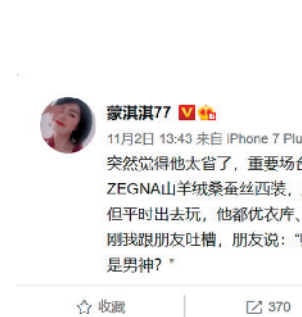 蒙淇淇77
11月2日 13:43 来自 iPhone 7 Plu
突然觉得他太省了，重要场合
ZEGNA山羊绒桑蚕丝西装，
但平时出去玩，他都优衣库、
刚我跟朋友吐槽，朋友说：“
是男神？”
收藏
370